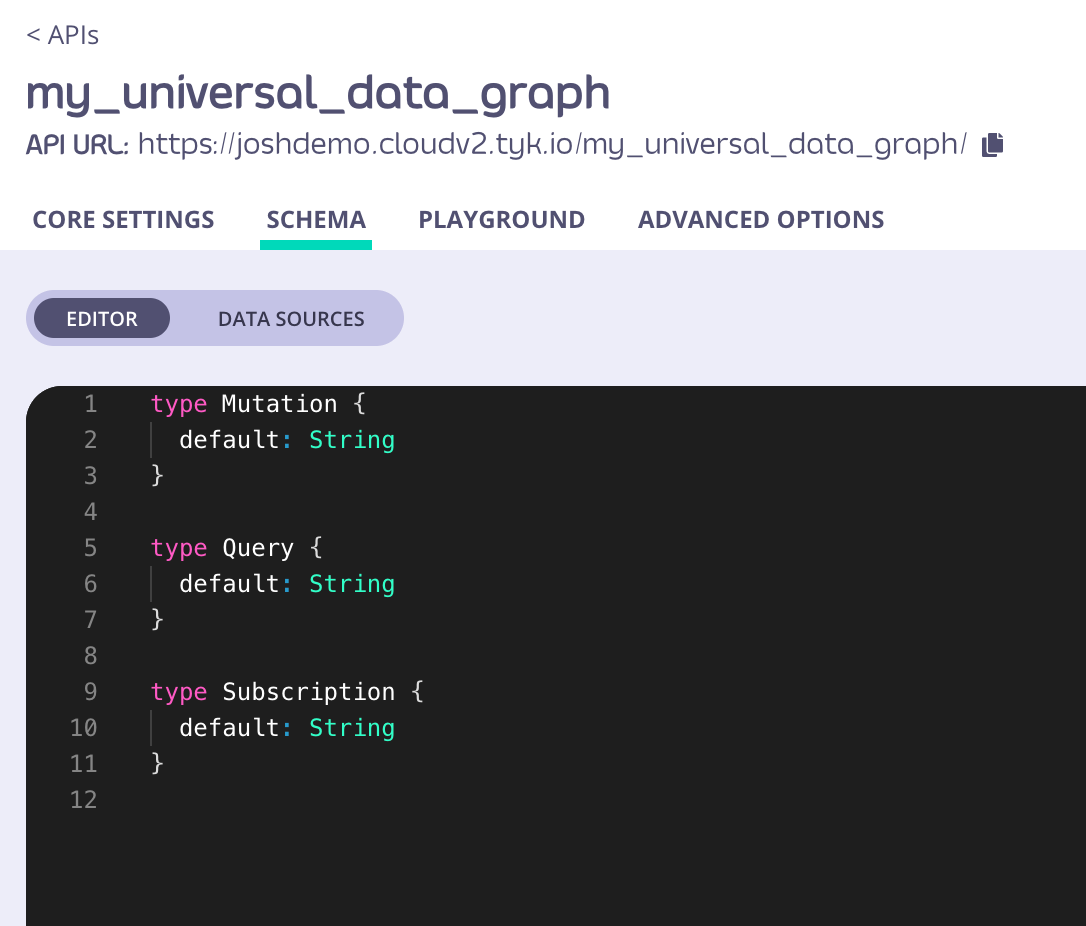 < APIs
my_universal_data_graph
API URL: https://joshdemo.cloudv2.tyk.io/my_universal_data_graph/
CORE SETTINGS SCHEMA PLAYGROUND ADVANCED OPTIONS
EDITOR DATA SOURCES
1 type Mutation {
2 default: String
3 }
4
5 type Query {
6 default: String
7 }
8
9 type Subscription {
10 default: String
11 }
12